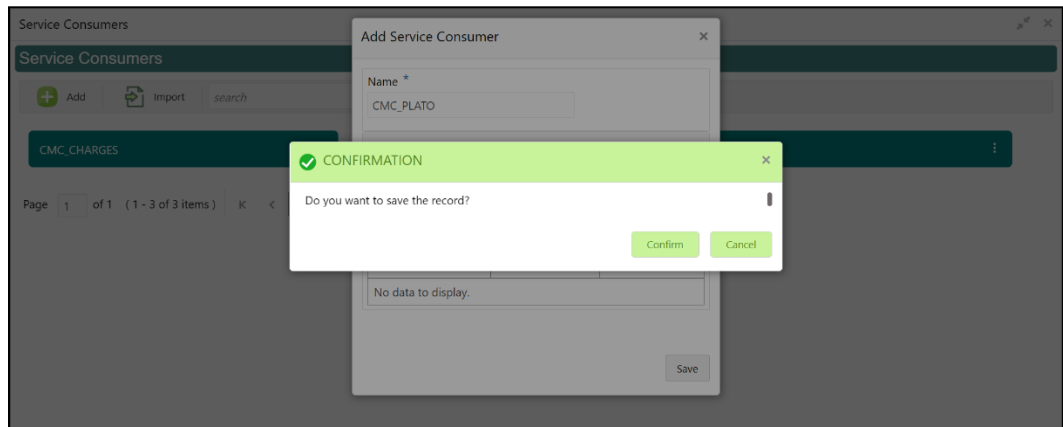 Service Consumers
Service Consumers
Add Import search
CMC_CHARGES
Page 1 of 1 (1 - 3 of 3 items) K <
Add Service Consumer ×
Name *
CMC_PLATO
CONFIRMATION ×
Do you want to save the record?
Confirm Cancel
No data to display.
Save